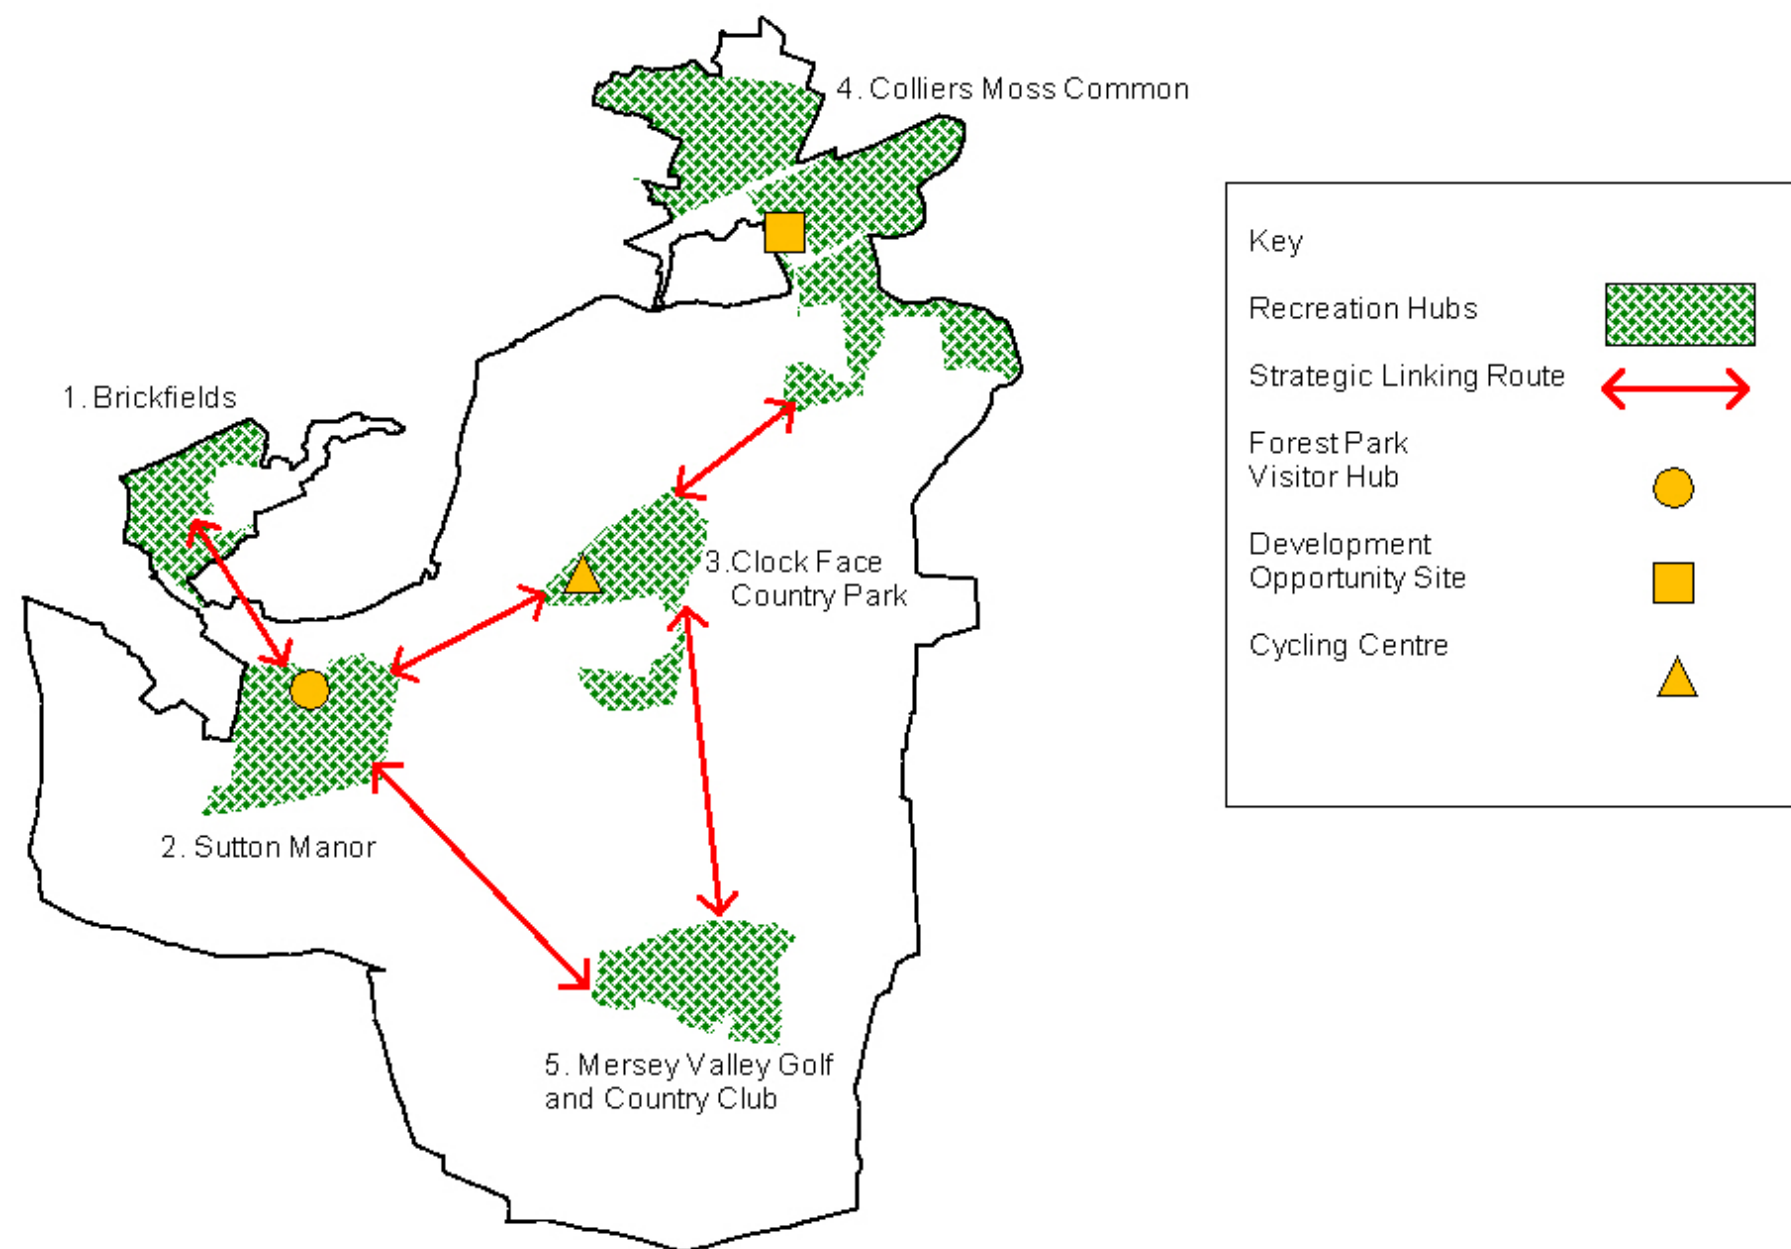 4. Colliers Moss Common
1. Brickfields
3.Clock Face
Country Park
2. Sutton Manor
5. Mersey Valley Golf
and Country Club
Key
Recreation Hubs
Strategic Linking Route
Forest Park
Visitor Hub
Development
Opportunity Site
Cycling Centre